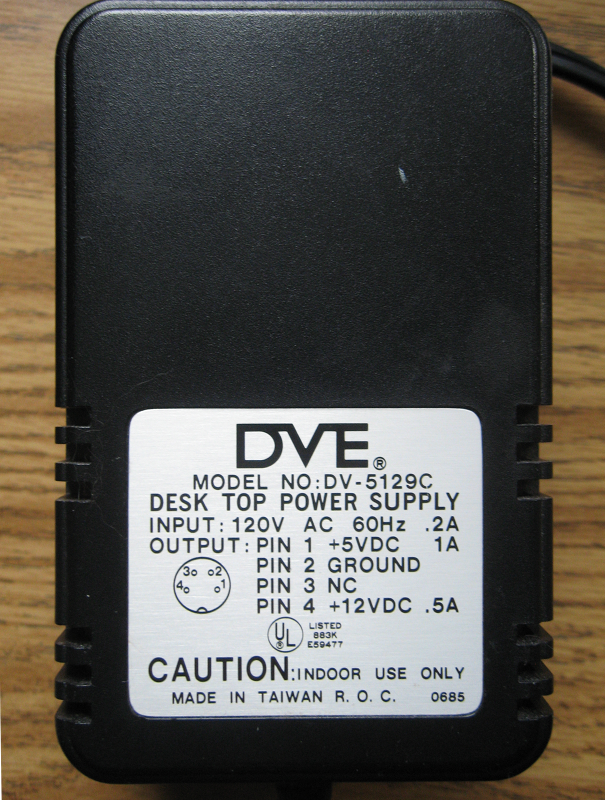 DVE®
MODEL NO:DV-5129C
DESK TOP POWER SUPPLY
INPUT: 120V AC 60Hz .2A
OUTPUT: PIN 1 +5VDC 1A
PIN 2 GROUND
PIN 3 NC
PIN 4 +12VDC .5A
3 2
4 1
UL® LISTED
883K
E59477
CAUTION:INDOOR USE ONLY
MADE IN TAIWAN R. O. C. 0685